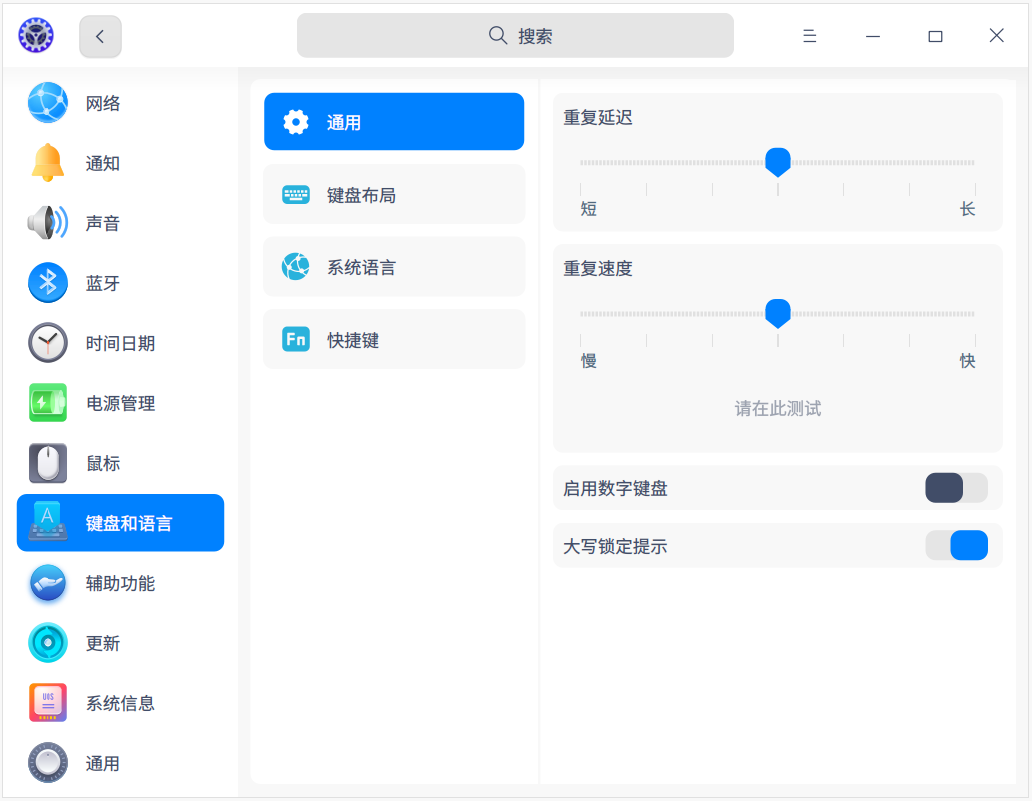 搜索
网络
通知
声音
蓝牙
时间日期
电源管理
鼠标
键盘和语言
辅助功能
更新
系统信息
通用
通用
键盘布局
系统语言
Fn 快捷键
重复延迟
短 长
重复速度
慢 快
请在此测试
启用数字键盘
大写锁定提示